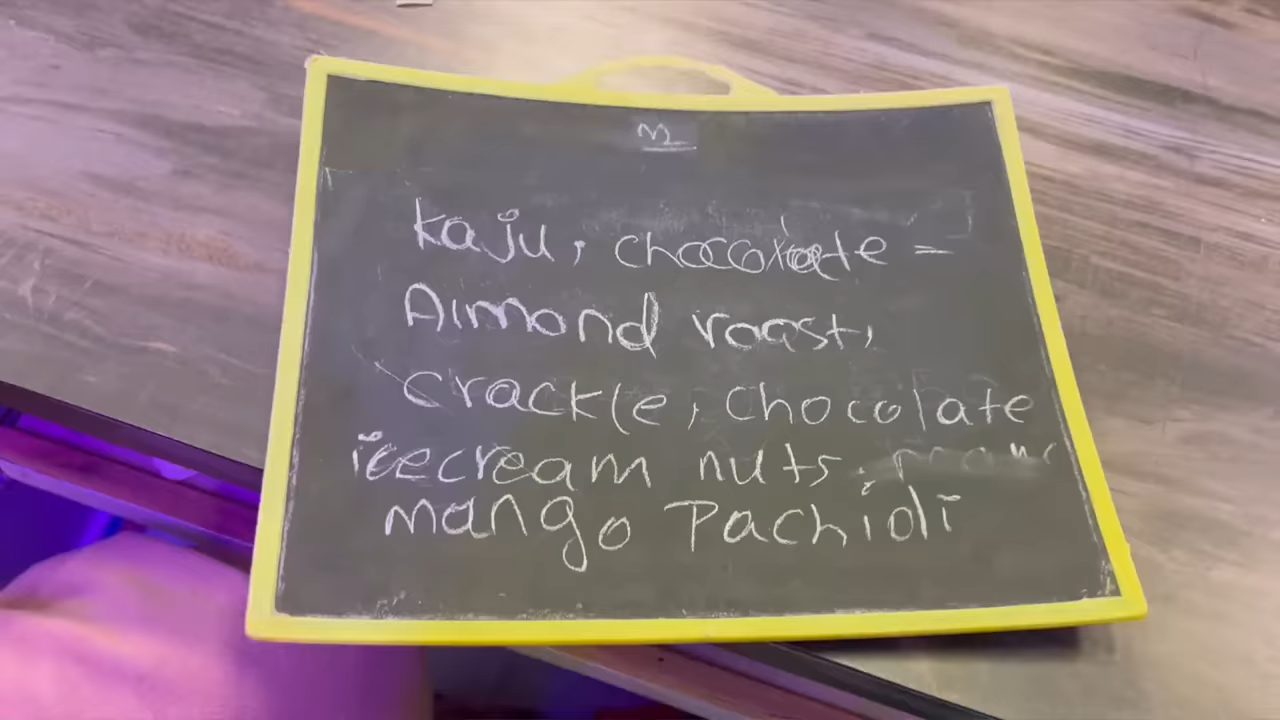 kaju, chocolate -
Almond roast,
crackle, chocolate
icecream nuts,
mango Pachidi